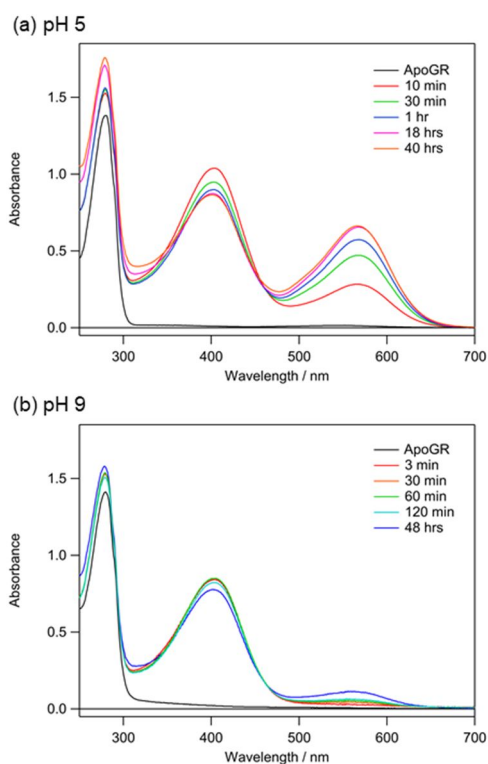 (a) pH 5
ApoGR
10 min
30 min
1 hr
18 hrs
40 hrs
1.5
1.0
0.5
0.0
Absorbance
300 400 500 600 700
Wavelength / nm
(b) pH 9
ApoGR
3 min
30 min
60 min
120 min
48 hrs
1.5
1.0
0.5
0.0
Absorbance
300 400 500 600 700
Wavelength / nm